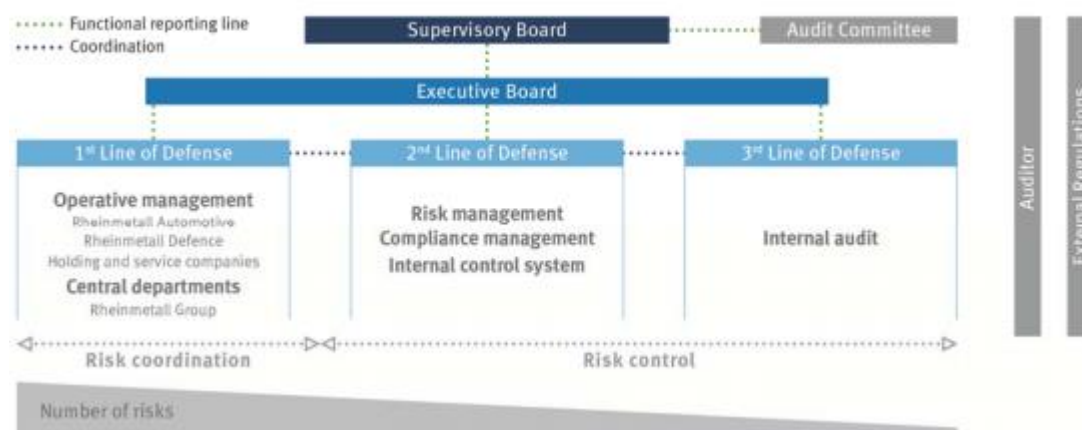 Functional reporting line
Coordination
Supervisory Board
Audit Committee
Executive Board
1st Line of Defense
2nd Line of Defense
3rd Line of Defense
Operative management
Rheinmetall Automotive
Rheinmetall Defence
Holding and service companies
Central departments
Rheinmetall Group
Risk management
Compliance management
Internal control system
Internal audit
Risk coordination
Risk control
Number of risks
Auditor
External Regulations